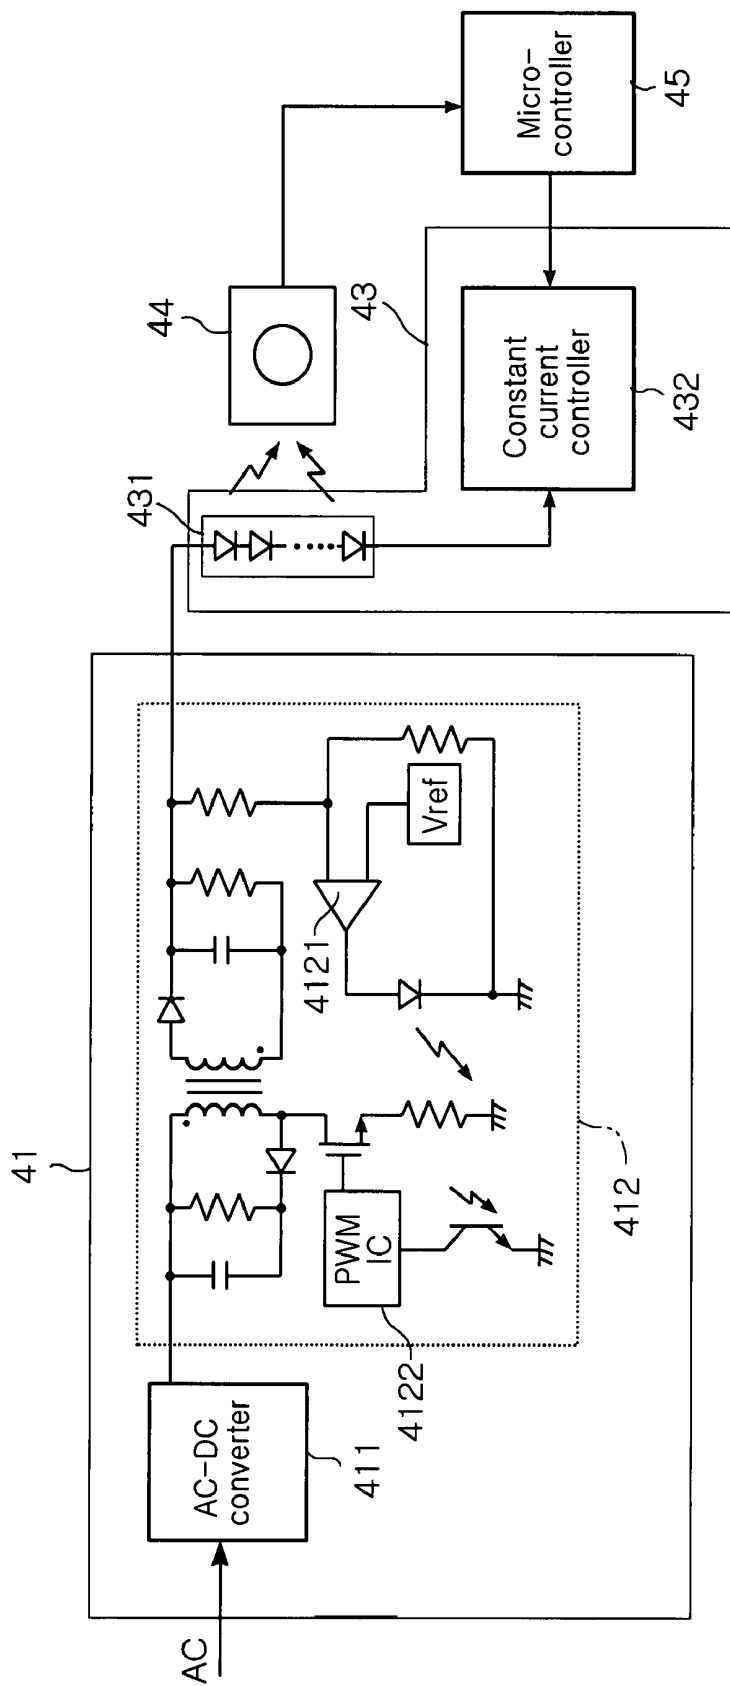 41
AC
AC-DC
converter
411
PWM
IC
4122
4121
Vref
412
431
44
43
Constant
current
controller
432
Micro-
controller
45